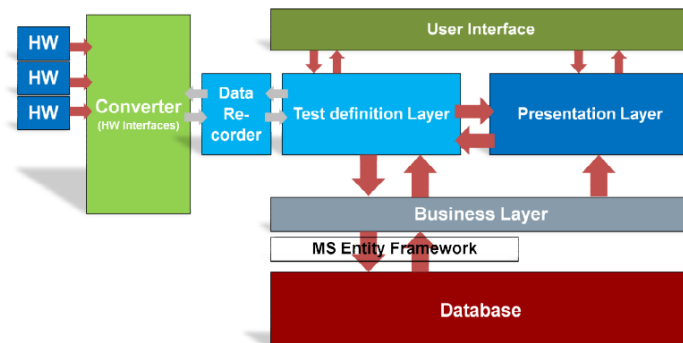 HW
HW
HW
Converter
(HW Interfaces)
Data
Re-
corder
User Interface
Test definition Layer
Presentation Layer
Business Layer
MS Entity Framework
Database